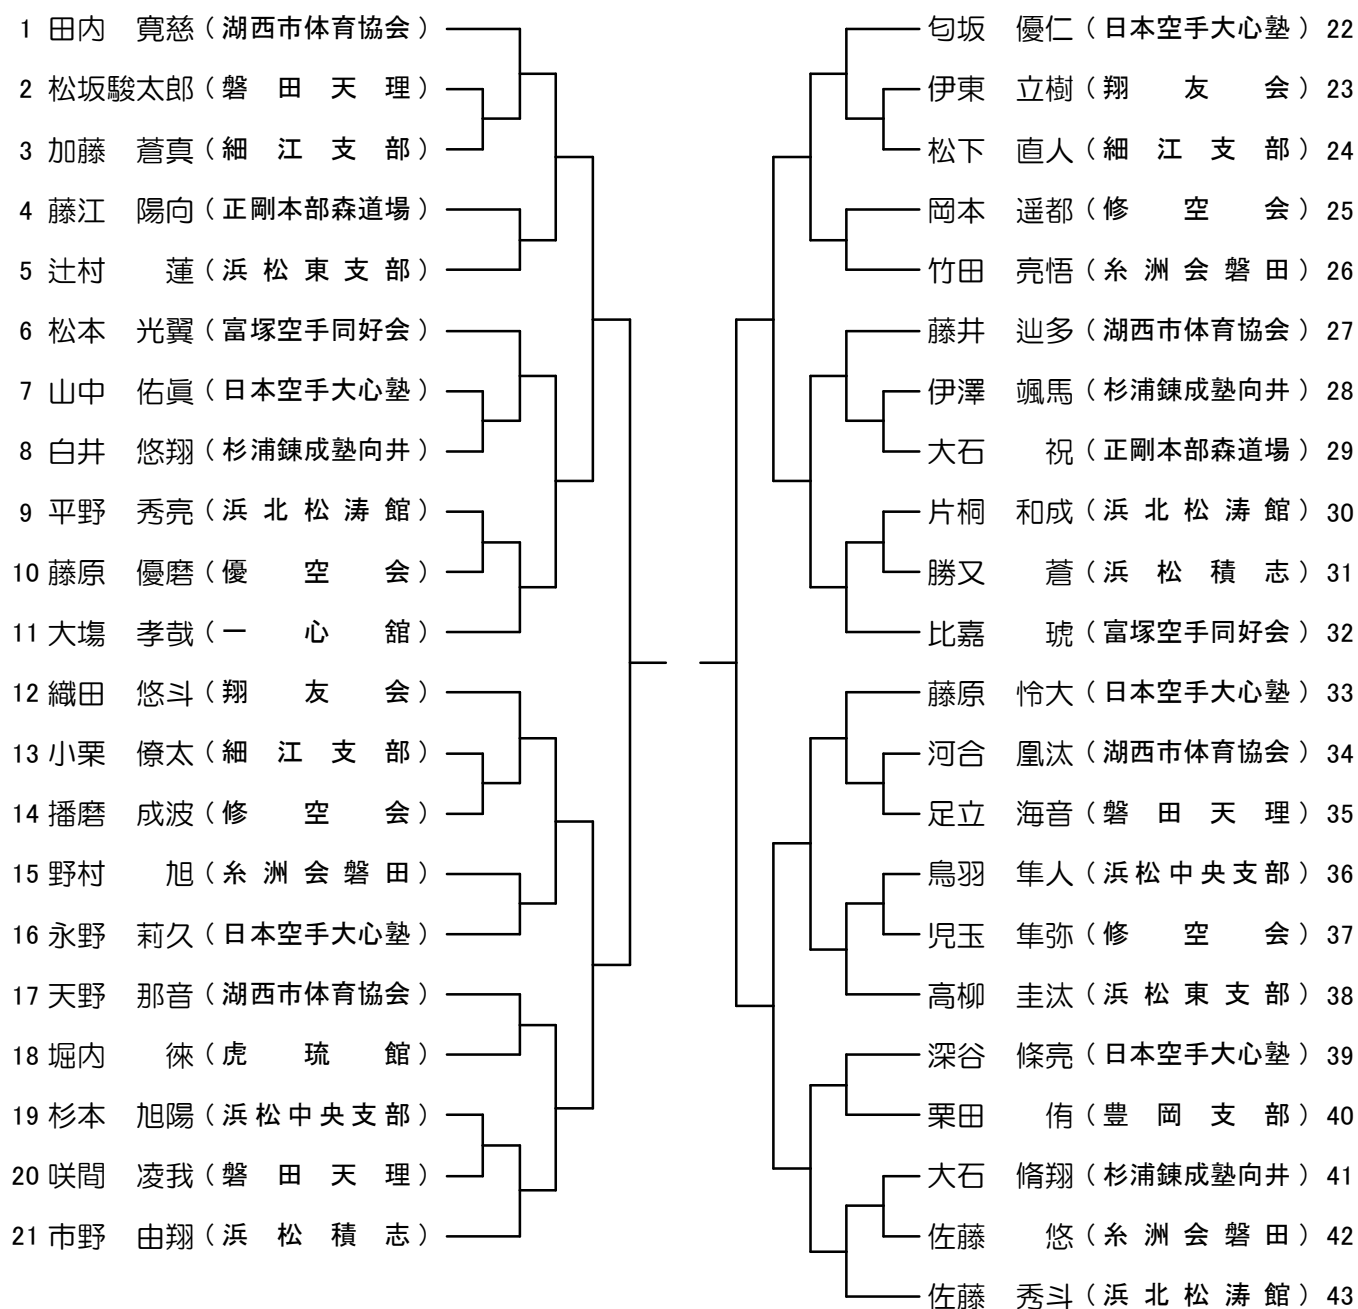 1 田内 寛慈(湖西市体育協会)
2 松坂駿太郎(磐田天理)
3 加藤 蒼真(細江支部)
4 藤江 陽向(正剛本部森道場)
5 辻村 蓮(浜松東支部)
6 松本 光翼(富塚空手同好会)
7 山中 佑眞(日本空手大心塾)
8 白井 悠翔(杉浦錬成塾向井)
9 平野 秀亮(浜北松涛館)
10 藤原 優磨(優空会)
11 大塲 孝哉(一心舘)
12 織田 悠斗(翔友会)
13 小栗 僚太(細江支部)
14 播磨 成波(修空会)
15 野村 旭(糸洲会磐田)
16 永野 莉久(日本空手大心塾)
17 天野 那音(湖西市体育協会)
18 堀内 徠(虎琉館)
19 杉本 旭陽(浜松中央支部)
20 咲間 凌我(磐田天理)
21 市野 由翔(浜松積志)
匂坂 優仁(日本空手大心塾)22
伊東 立樹(翔友会)23
松下 直人(細江支部)24
岡本 遥都(修空会)25
竹田 亮悟(糸洲会磐田)26
藤井 辿多(湖西市体育協会)27
伊澤 颯馬(杉浦錬成塾向井)28
大石 祝(正剛本部森道場)29
片桐 和成(浜北松涛館)30
勝又 蒼(浜松積志)31
比嘉 琥(富塚空手同好会)32
藤原 怜大(日本空手大心塾)33
河合 凰汰(湖西市体育協会)34
足立 海音(磐田天理)35
鳥羽 隼人(浜松中央支部)36
児玉 隼弥(修空会)37
高柳 圭汰(浜松東支部)38
深谷 條亮(日本空手大心塾)39
栗田 侑(豊岡支部)40
大石 脩翔(杉浦錬成塾向井)41
佐藤 悠(糸洲会磐田)42
佐藤 秀斗(浜北松涛館)43